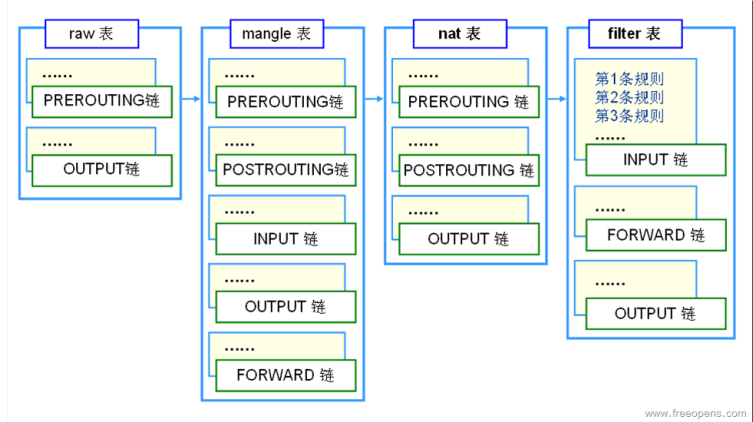 raw 表
......
PREROUTING链
......
OUTPUT链
mangle 表
......
PREROUTING链
......
POSTROUTING链
......
INPUT 链
......
OUTPUT 链
......
FORWARD 链
nat 表
......
PREROUTING 链
......
POSTROUTING 链
......
OUTPUT 链
filter 表
第1条规则
第2条规则
第3条规则
......
INPUT 链
......
FORWARD 链
......
OUTPUT 链
www.freeopens.com